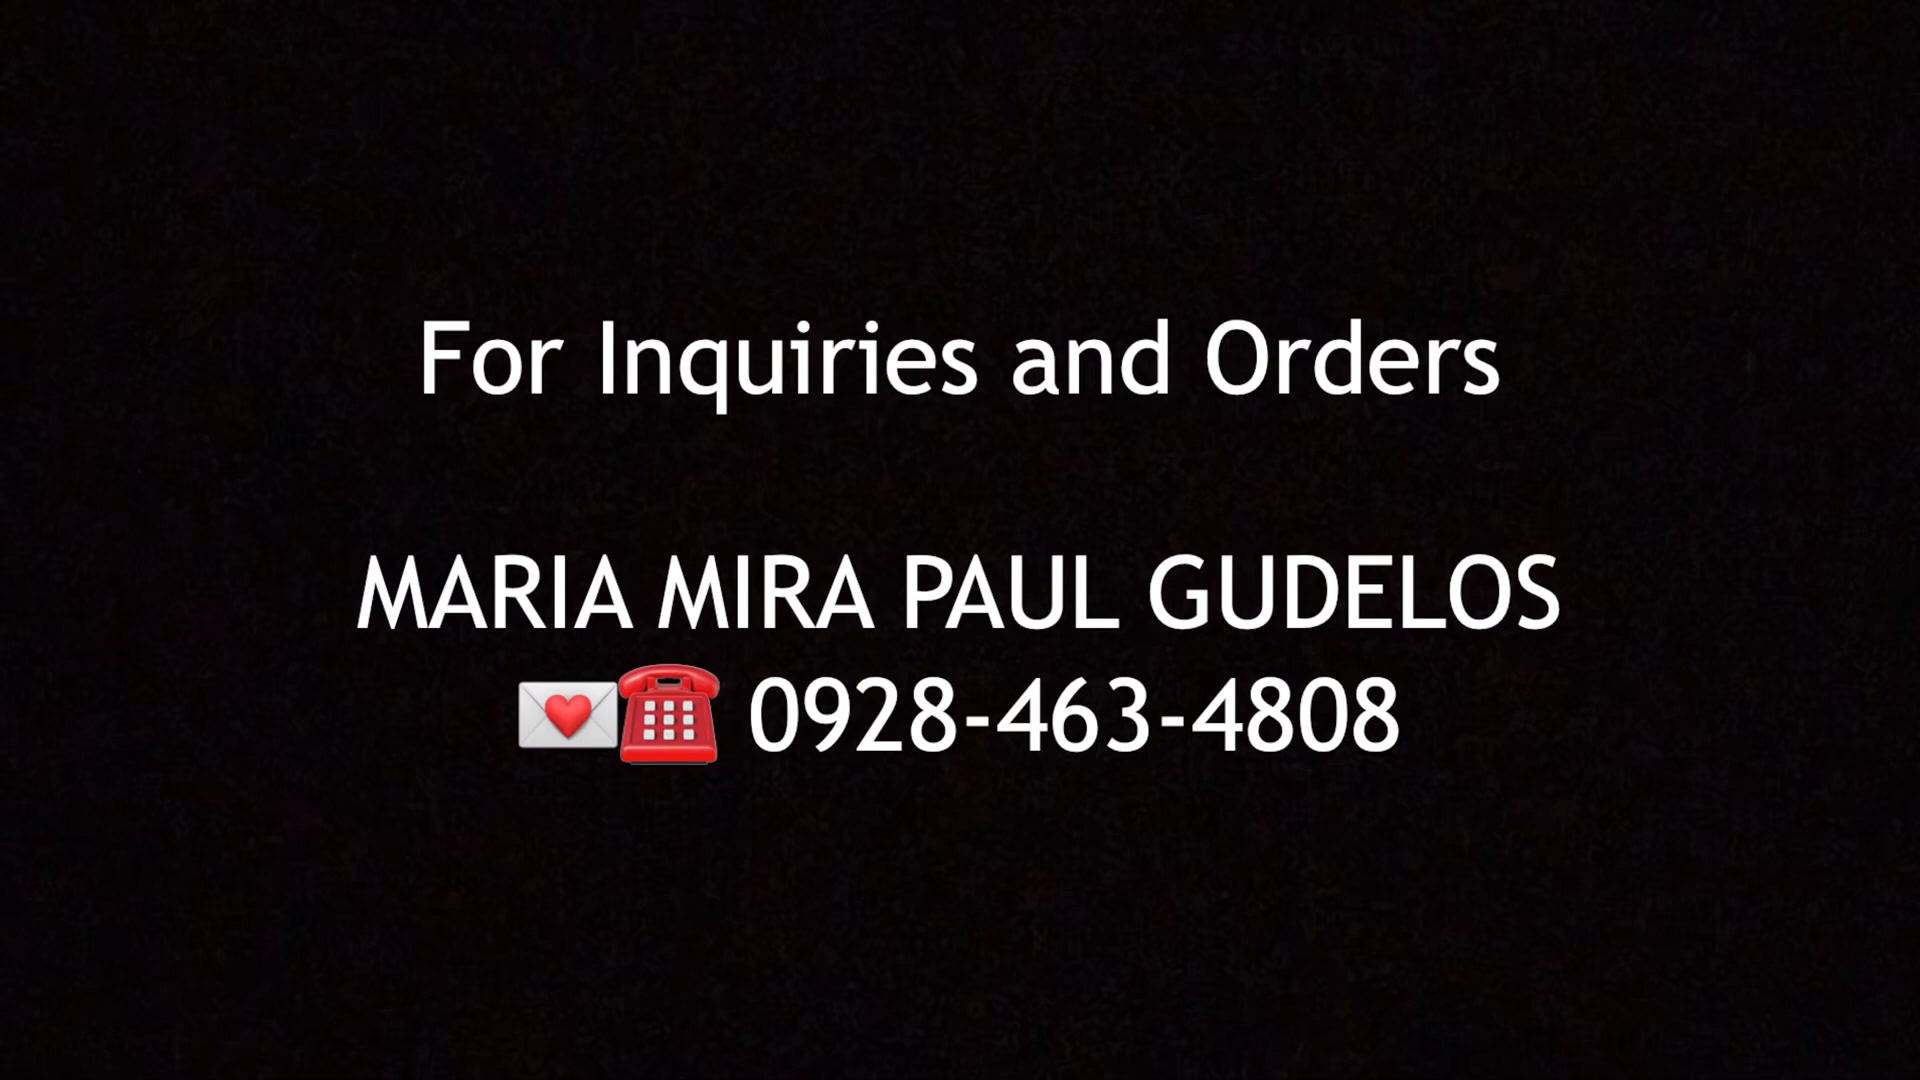 For Inquiries and Orders
MARIA MIRA PAUL GUDELOS
💌☎️ 0928-463-4808